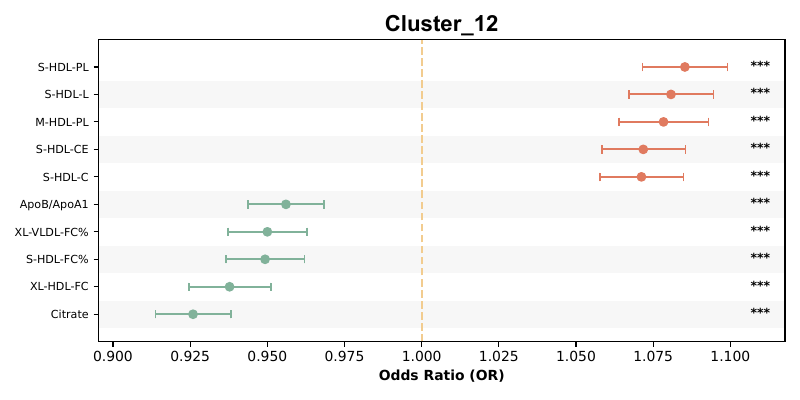 Cluster_12
S-HDL-PL ***
S-HDL-L ***
M-HDL-PL ***
S-HDL-CE ***
S-HDL-C ***
ApoB/ApoA1 ***
XL-VLDL-FC% ***
S-HDL-FC% ***
XL-HDL-FC ***
Citrate ***
0.900 0.925 0.950 0.975 1.000 1.025 1.050 1.075 1.100
Odds Ratio (OR)